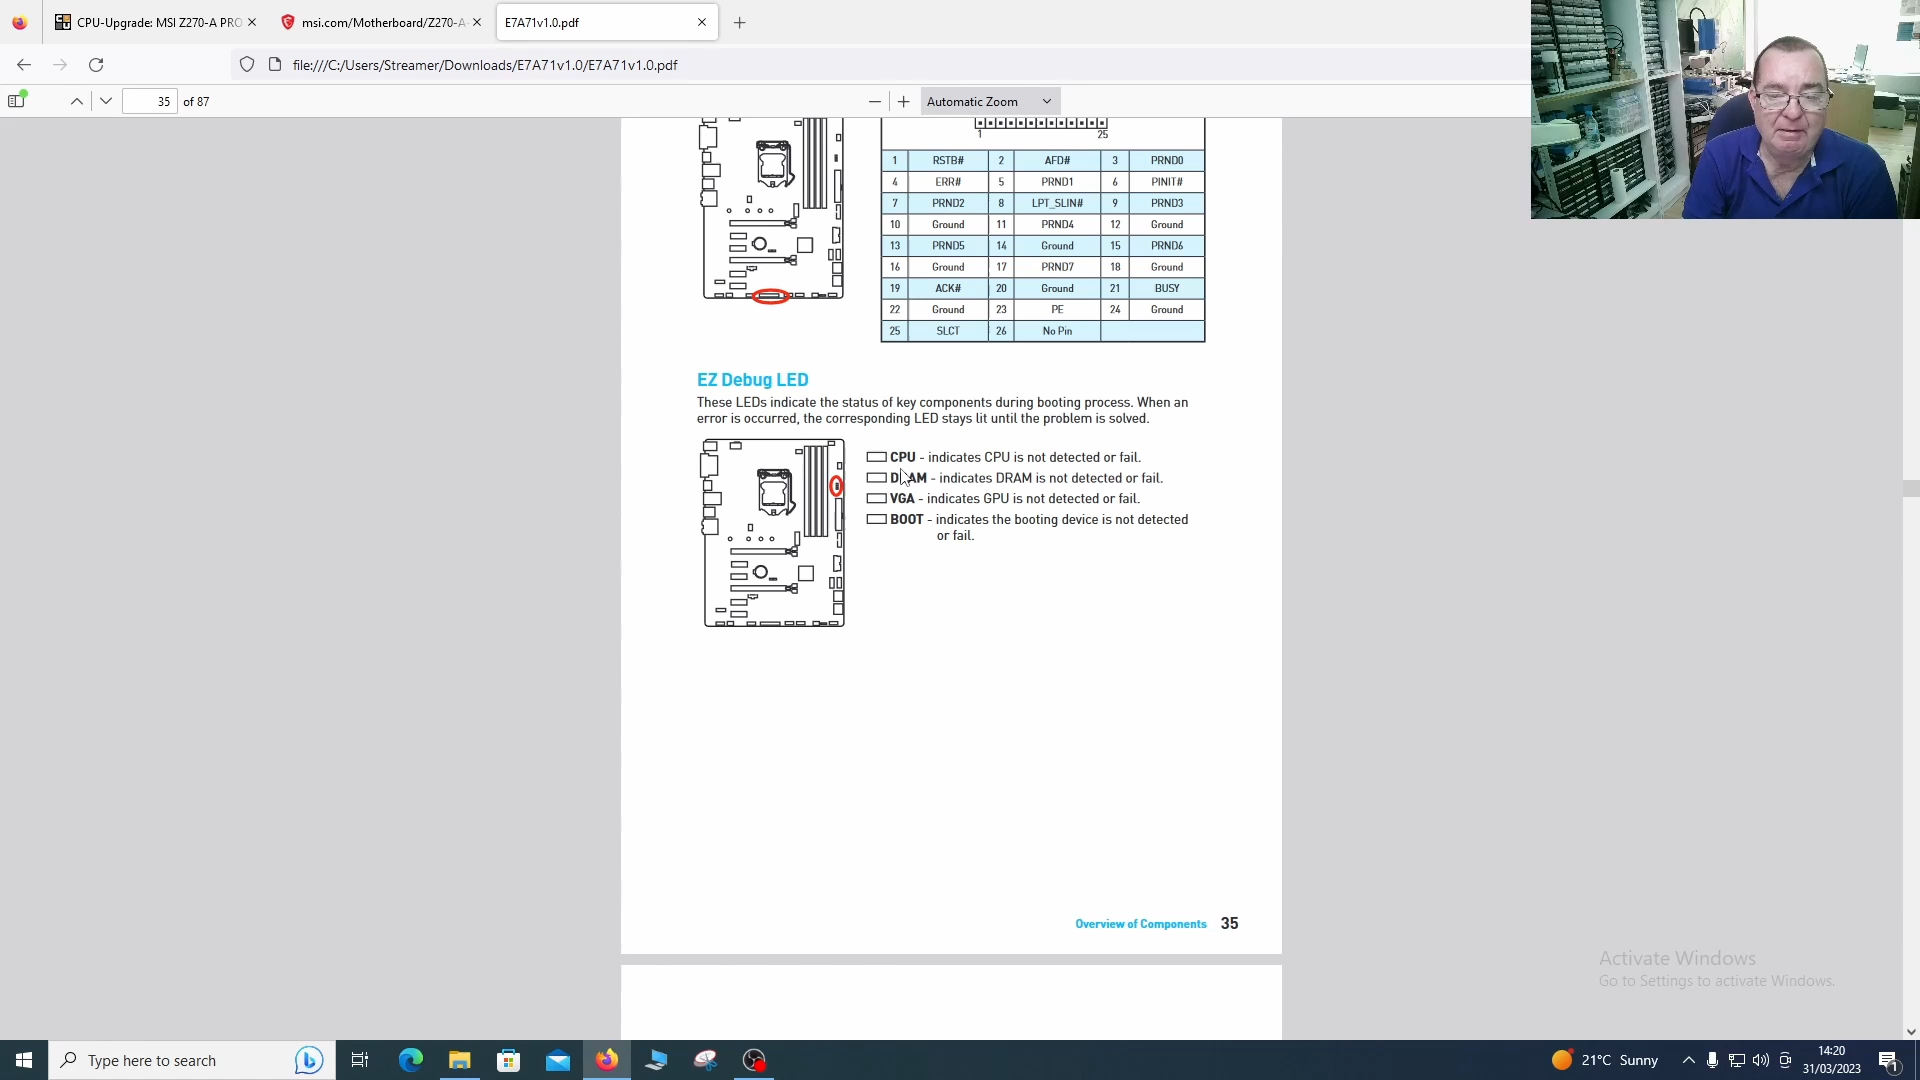 CPU-Upgrade: MSI Z270-A PRO
msi.com/Motherboard/Z270-A-
E7A71v1.0.pdf
file:///C:/Users/Streamer/Downloads/E7A71v1.0/E7A71v1.0.pdf
35 of 87
Automatic Zoom
1 25
1 RSTB# 2 AFD# 3 PRND0
4 ERR# 5 PRND1 6 PINIT#
7 PRND2 8 LPT_SLIN# 9 PRND3
10 Ground 11 PRND4 12 Ground
13 PRND5 14 Ground 15 PRND6
16 Ground 17 PRND7 18 Ground
19 ACK# 20 Ground 21 BUSY
22 Ground 23 PE 24 Ground
25 SLCT 26 No Pin
EZ Debug LED
These LEDs indicate the status of key components during booting process. When an
error is occurred, the corresponding LED stays lit until the problem is solved.
CPU - indicates CPU is not detected or fail.
DRAM - indicates DRAM is not detected or fail.
VGA - indicates GPU is not detected or fail.
BOOT - indicates the booting device is not detected
or fail.
Overview of Components 35
Activate Windows
Go to Settings to activate Windows.
Type here to search
21°C Sunny
14:20
31/03/2023
1